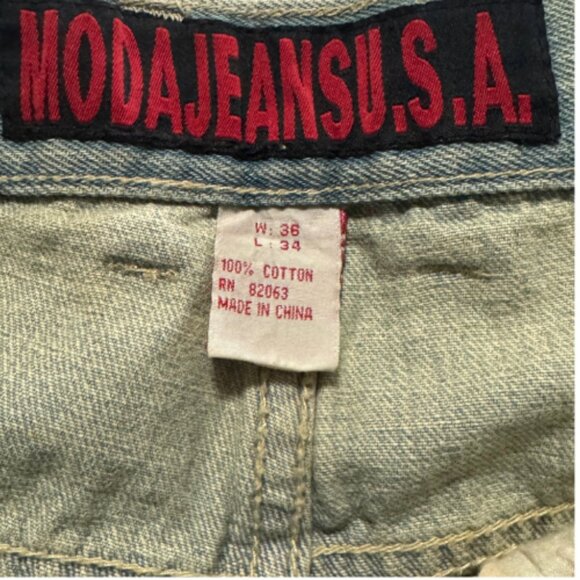 MODAJEANSU.S.A.
W: 36
L: 34
100% COTTON
RN 82063
MADE IN CHINA